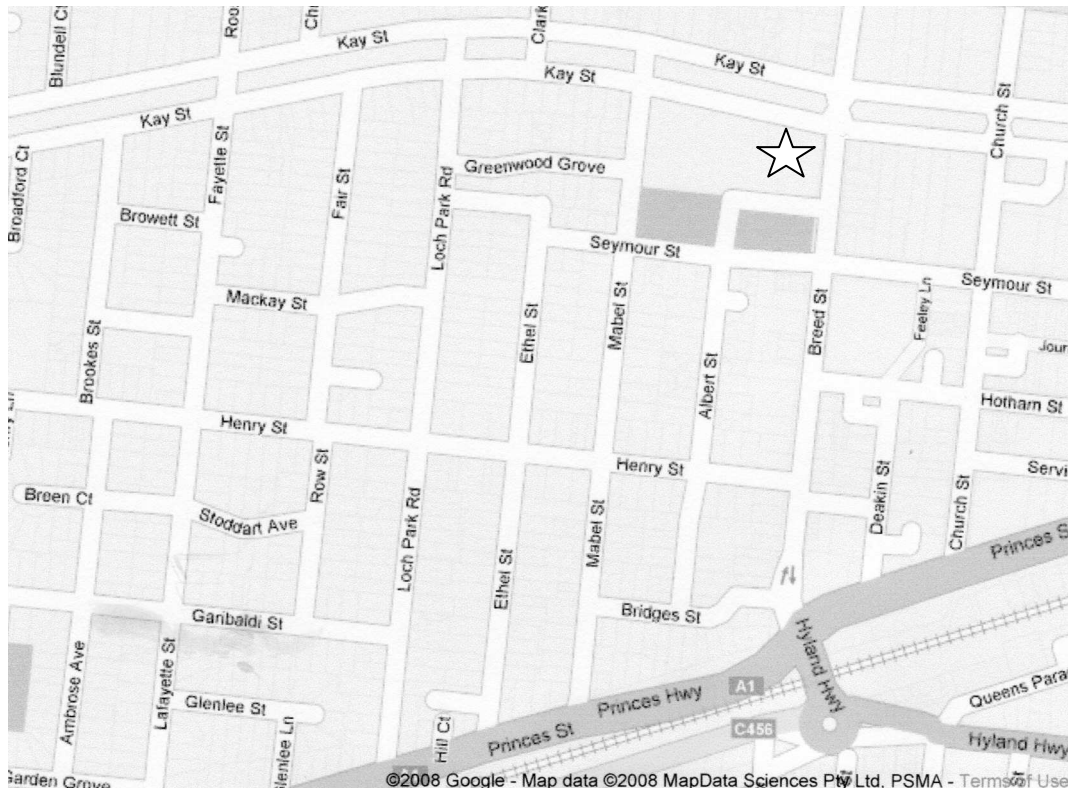 Blundell Ct
Kay St
Clark
Kay St
Kay St
Church St
Kay St
Broadford Ct
Fayette St
Fair St
Loch Park Rd
Greenwood Grove
Browett St
Seymour St
Seymour St
Mackay St
Ethel St
Mabel St
Breed St
Feeley Ln
Brookes St
Albert St
Jour
Hotham St
Henry St
Henry St
Row St
Servi
Breen Ct
Stoddart Ave
Loch Park Rd
Mabel St
Deakin St
Church St
Princes S
Ethel St
Garibaldi St
Bridges St
Hyland Hwy
Ambrose Ave
Lafayette St
Glenlee St
Glenlee Ln
Hill Ct
Princes St
Princes Hwy
A1
C456
Queens Para
Hyland Hwy
Garden Grove
St
St
©2008 Google - Map data ©2008 MapData Sciences Pty Ltd, PSMA - Terms of Use